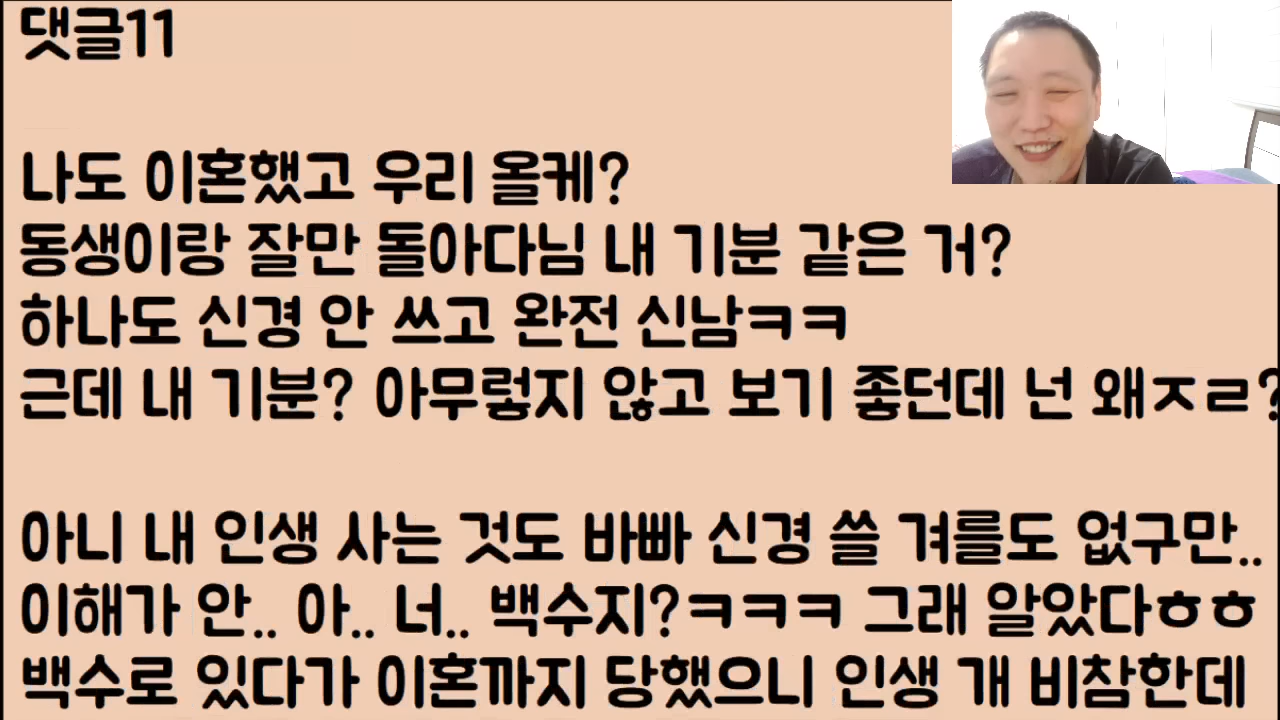 댓글11
나도 이혼했고 우리 올케?
동생이랑 잘만 돌아다님 내 기분 같은 거?
하나도 신경 안 쓰고 완전 신남ㅋㅋ
근데 내 기분? 아무렇지 않고 보기 좋던데 넌 왜ㅈㄹ?
아니 내 인생 사는 것도 바빠 신경 쓸 겨를도 없구만..
이해가 안.. 아.. 너.. 백수지?ㅋㅋㅋ 그래 알았다ㅎㅎ
백수로 있다가 이혼까지 당했으니 인생 개 비참한데